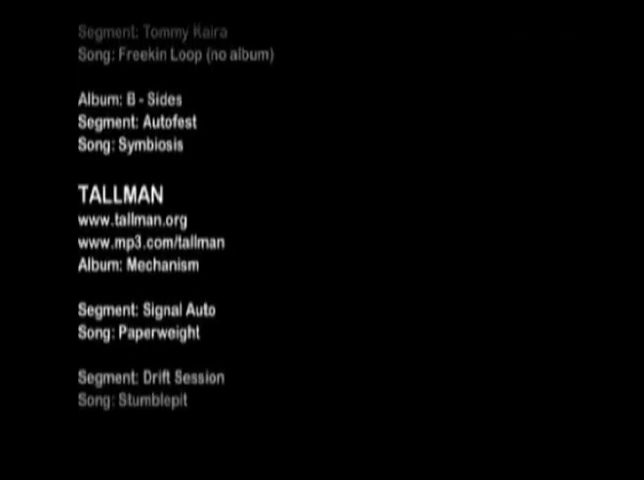 Segment: Tommy Kaira
Song: Freekin Loop (no album)
Album: B - Sides
Segment: Autofest
Song: Symbiosis
TALLMAN
www.tallman.org
www.mp3.com/tallman
Album: Mechanism
Segment: Signal Auto
Song: Paperweight
Segment: Drift Session
Song: Stumblepit